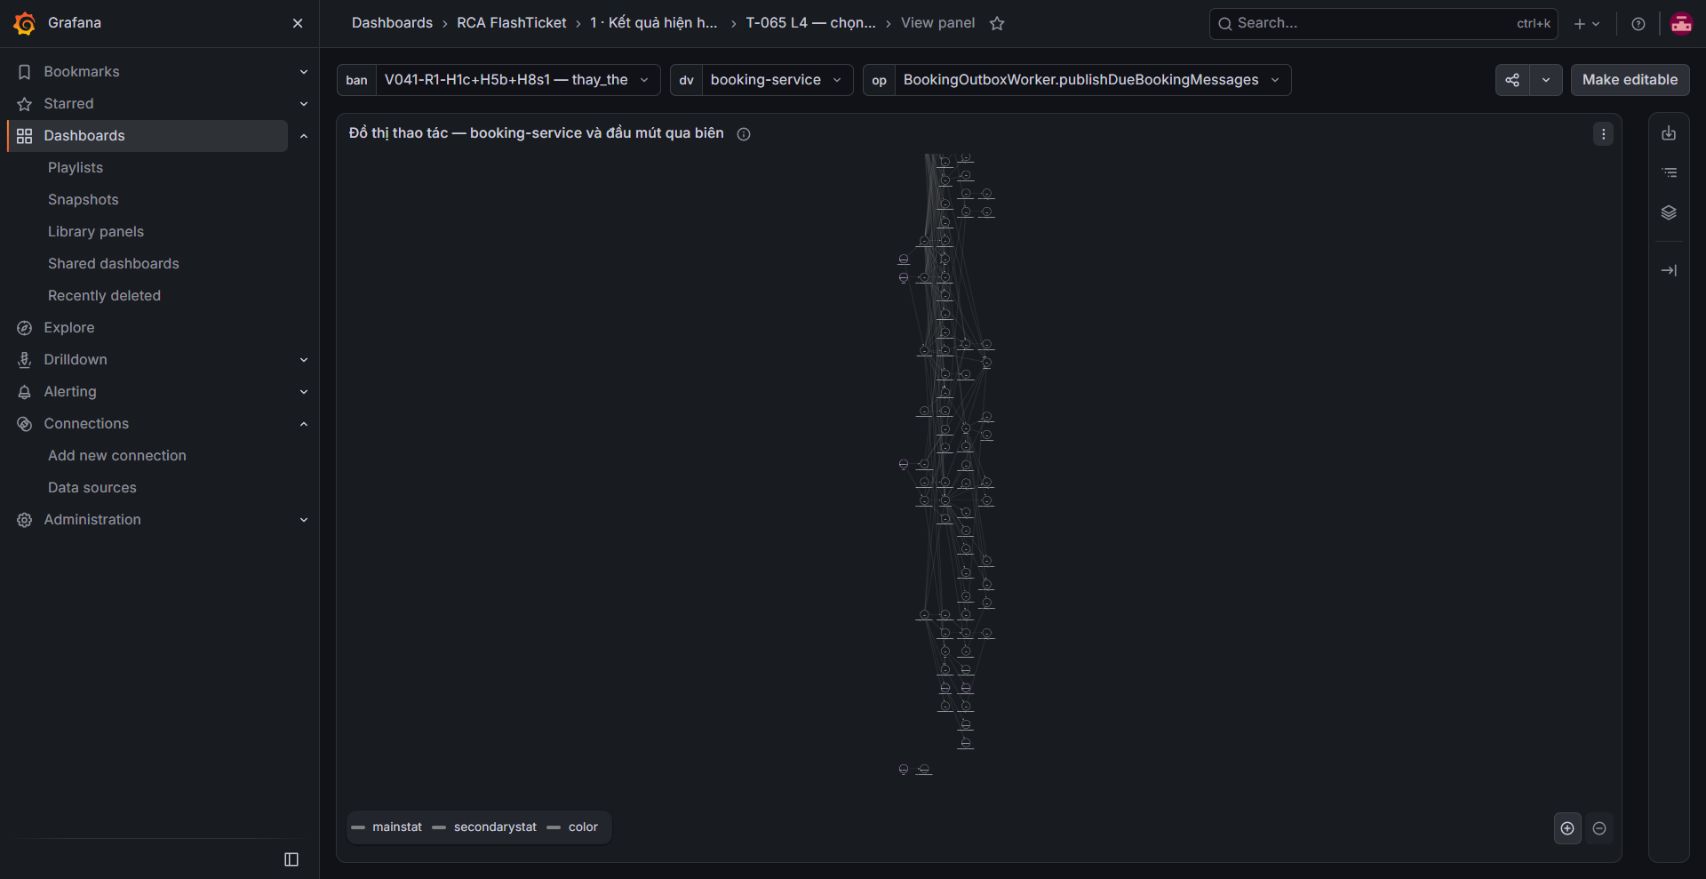 Grafana
Dashboards › RCA FlashTicket › 1 · Kết quả hiện h... › T-065 L4 — chọn... › View panel
Search... ctrl+k
Bookmarks
Starred
Dashboards
Playlists
Snapshots
Library panels
Shared dashboards
Recently deleted
Explore
Drilldown
Alerting
Connections
Add new connection
Data sources
Administration
ban V041-R1-H1c+H5b+H8s1 — thay_the
dv booking-service
op BookingOutboxWorker.publishDueBookingMessages
Make editable
Đồ thị thao tác — booking-service và đầu mút qua biên
mainstat secondarystat color